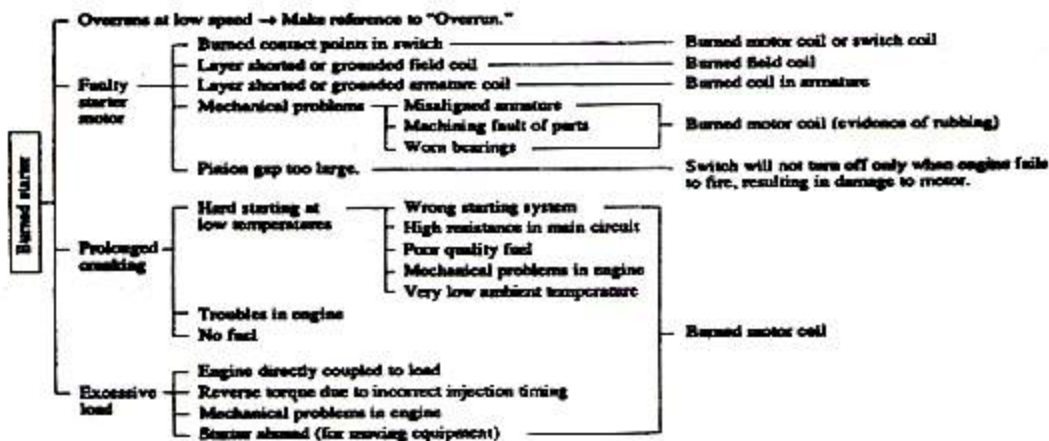 Burned starter
Overruns at low speed → Make reference to "Overrun."
Faulty
starter
motor
Burned contact points in switch
Burned motor coil or switch coil
Layer shorted or grounded field coil
Burned field coil
Layer shorted or grounded armature coil
Burned coil in armature
Mechanical problems
Misaligned armature
Machining fault of parts
Worn bearings
Burned motor coil (evidence of rubbing)
Pinion gap too large.
Switch will not turn off only when engine fails
to fire, resulting in damage to motor.
Prolonged
cranking
Hard starting at
low temperatures
Wrong starting system
High resistance in main circuit
Poor quality fuel
Mechanical problems in engine
Very low ambient temperature
Troubles in engine
No fuel
Burned motor coil
Excessive
load
Engine directly coupled to load
Reverse torque due to incorrect injection timing
Mechanical problems in engine
Starter abused (for moving equipment)